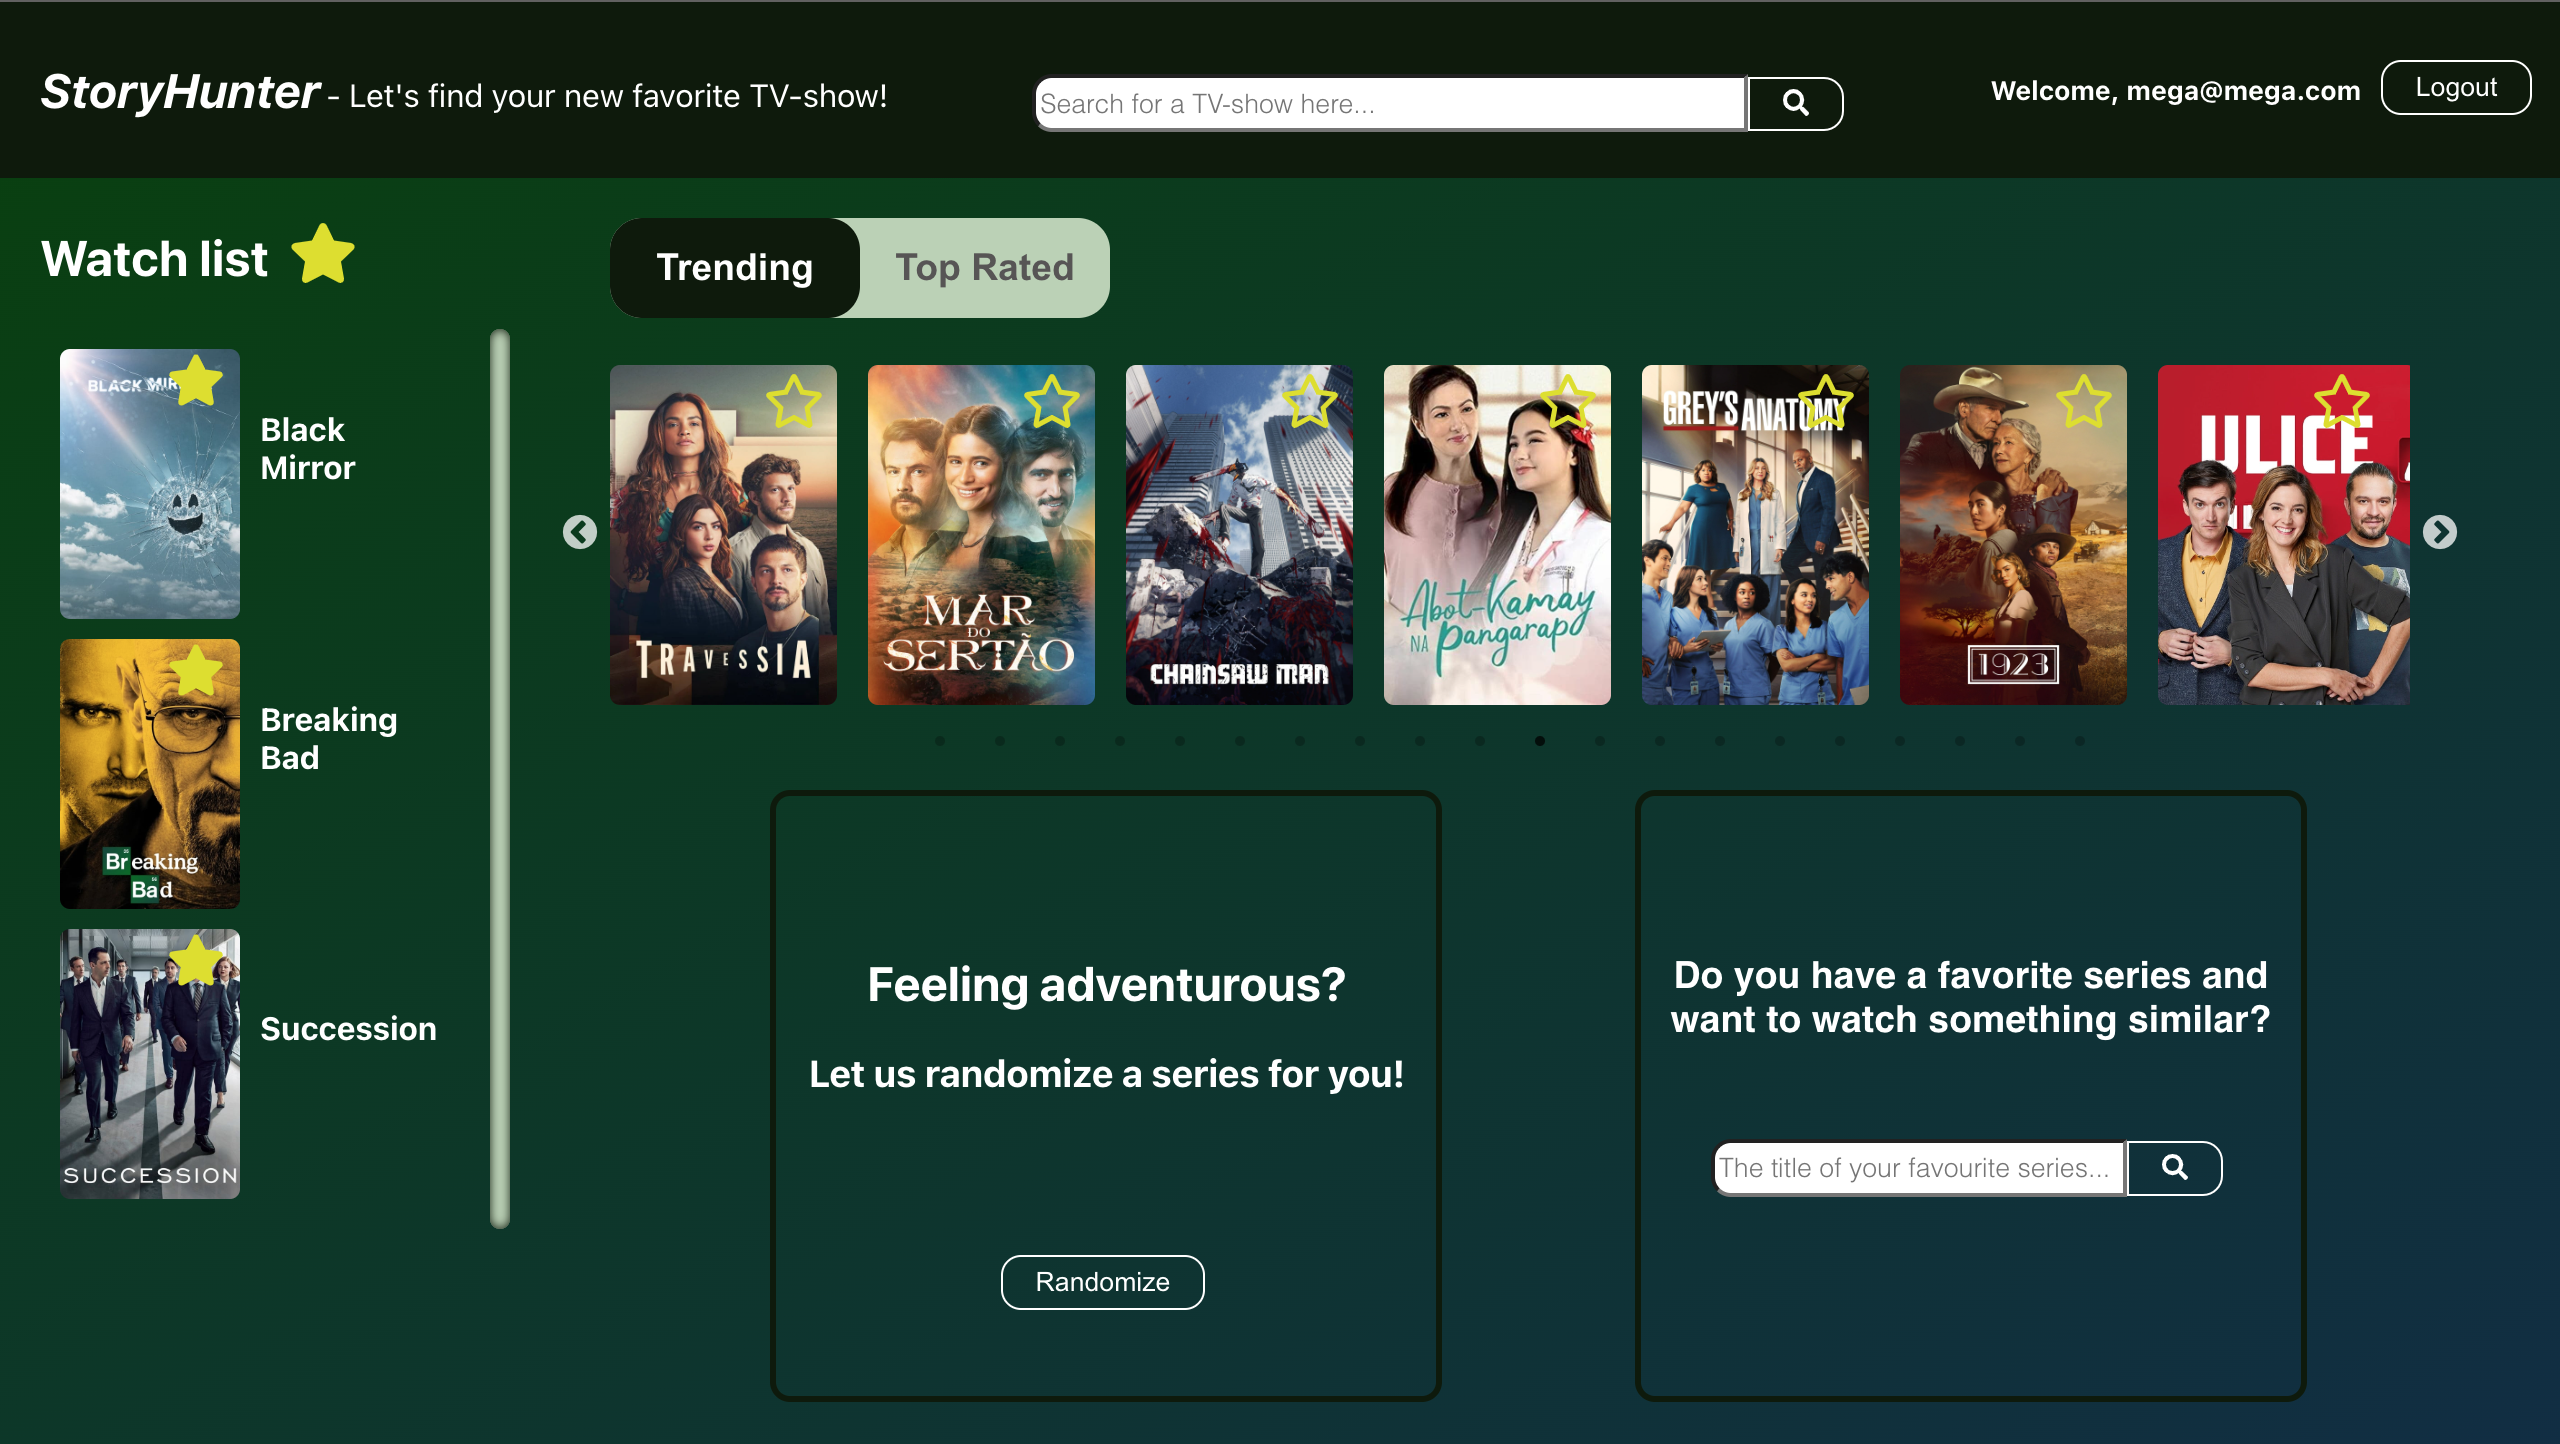 StoryHunter - Let's find your new favorite TV-show!
Search for a TV-show here...
Welcome, mega@mega.com
Logout
Watch list
Trending
Top Rated
BLACK MIR
Black
Mirror
Breaking
Bad
Breaking
Bad
SUCCESSION
Succession
TRAVESSIA
MAR
DO
SERTÃO
CHAINSAW MAN
Abot-Kamay
NA Pangarap
GREY'S ANATOMY
1923
ULICE
Feeling adventurous?
Let us randomize a series for you!
Randomize
Do you have a favorite series and
want to watch something similar?
The title of your favourite series...